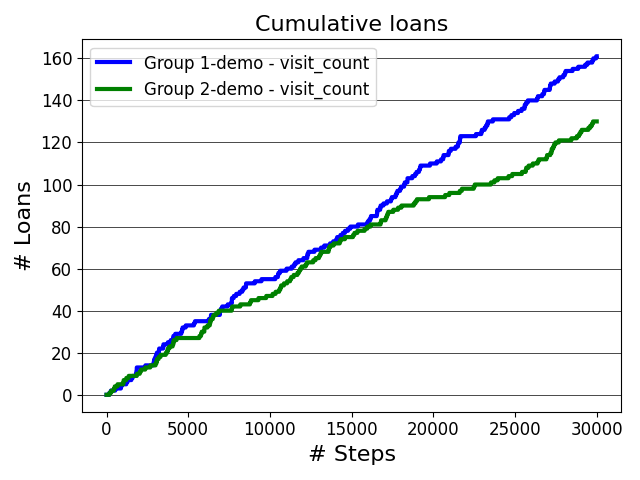 Cumulative loans
Group 1-demo - visit_count
Group 2-demo - visit_count
# Loans
160
140
120
100
80
60
40
20
0
0 5000 10000 15000 20000 25000 30000
# Steps